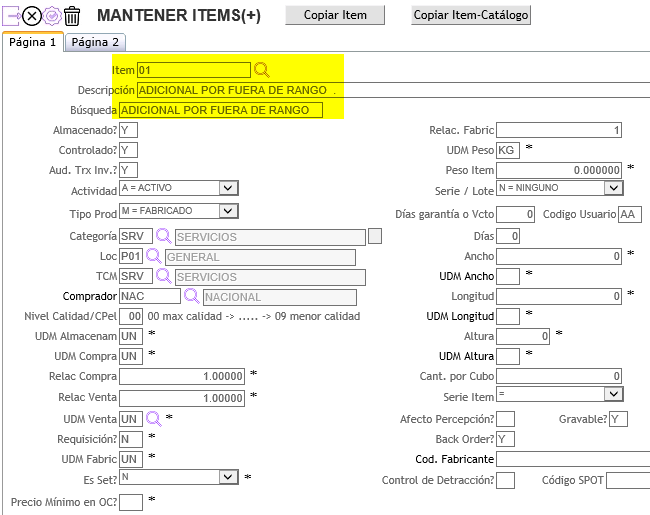 MANTENER ITEMS(+) Copiar Item Copiar Item-Catálogo
Página 1 Página 2
Item 01
Descripción ADICIONAL POR FUERA DE RANGO .
Búsqueda ADICIONAL POR FUERA DE RANGO
Almacenado? Y Relac. Fabric 1
Controlado? Y UDM Peso KG *
Aud. Trx Inv.? Y Peso Item 0.000000 *
Actividad A = ACTIVO Serie / Lote N = NINGUNO *
Tipo Prod M = FABRICADO Días garantía o Vcto 0 Codigo Usuario AA
Categoría SRV SERVICIOS Días 0
Loc P01 GENERAL Ancho 0 *
TCM SRV SERVICIOS UDM Ancho *
Comprador NAC NACIONAL Longitud 0 *
Nivel Calidad/CPel 00 00 max calidad -> ..... -> 09 menor calidad UDM Longitud *
UDM Almacenam UN * Altura 0 *
UDM Compra UN * UDM Altura *
Relac Compra 1.00000 * Cant. por Cubo 0
Relac Venta 1.00000 * Serie Item =
UDM Venta UN * Afecto Percepción? Gravable? Y
Requisición? N * Back Order? Y
UDM Fabric UN * Cod. Fabricante
Es Set? N * Control de Detracción? Código SPOT
Precio Mínimo en OC? *